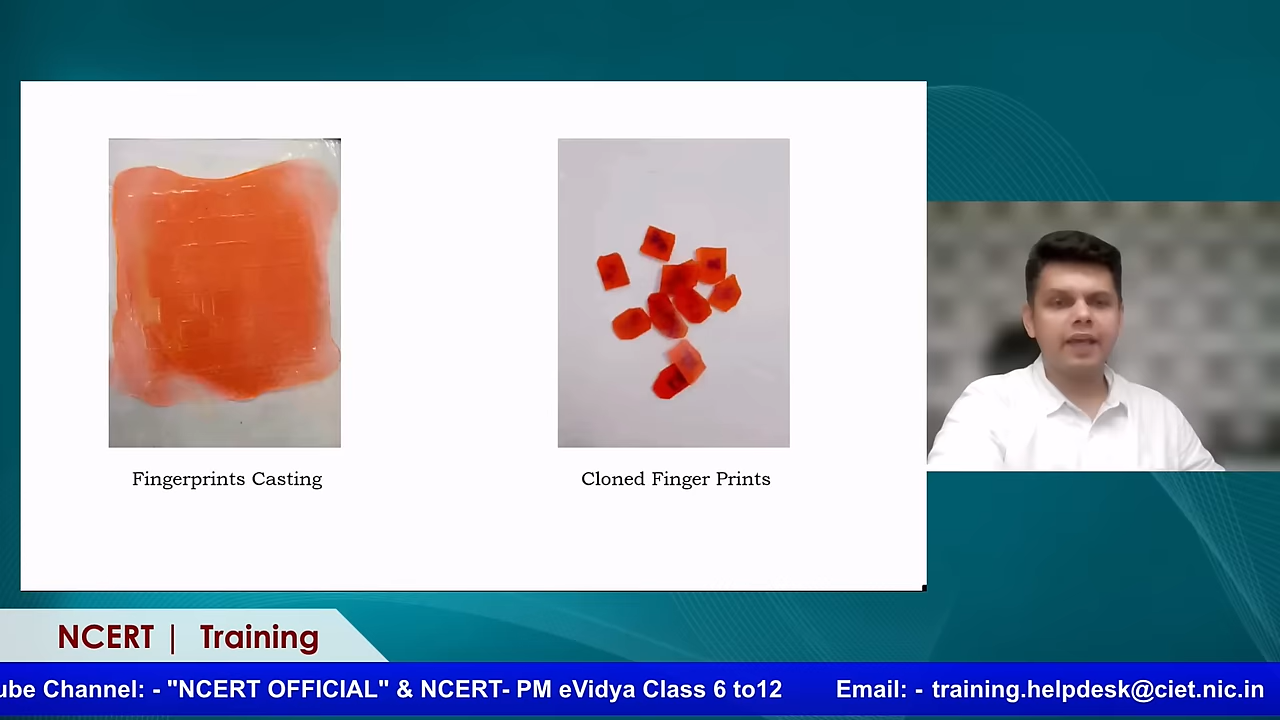 Fingerprints Casting
Cloned Finger Prints
NCERT | Training
ube Channel: - "NCERT OFFICIAL" & NCERT- PM eVidya Class 6 to12 Email: - training.helpdesk@ciet.nic.in